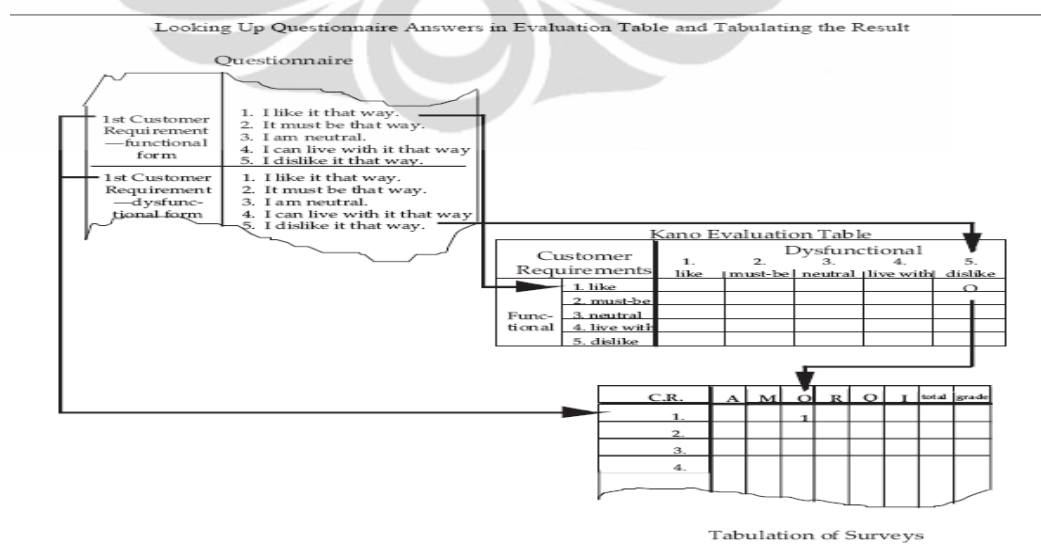 Looking Up Questionnaire Answers in Evaluation Table and Tabulating the Result
Questionnaire
1st Customer
Requirement
—functional
form
1. I like it that way.
2. It must be that way.
3. I am neutral.
4. I can live with it that way
5. I dislike it that way.
1st Customer
Requirement
—dysfunc-
tional form
1. I like it that way.
2. It must be that way.
3. I am neutral.
4. I can live with it that way
5. I dislike it that way.
Kano Evaluation Table
Customer
Requirements
Dysfunctional
1. 2. 3. 4. 5.
like must-be neutral live with dislike
Func-
tional
1. like O
2. must-be
3. neutral
4. live with
5. dislike
C.R. A M O R Q I total grade
1. 1
2.
3.
4.
Tabulation of Surveys